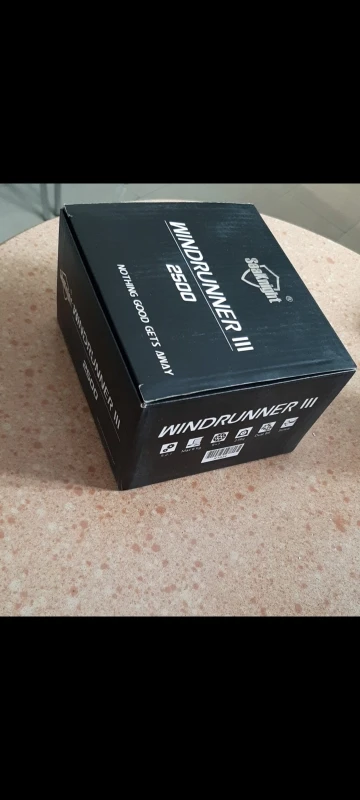 SeaKnight
®
WINDRUNNER III
2500
NOTHING GOOD GETS AWAY
WINDRUNNER III
WINDRUNNER III
2500